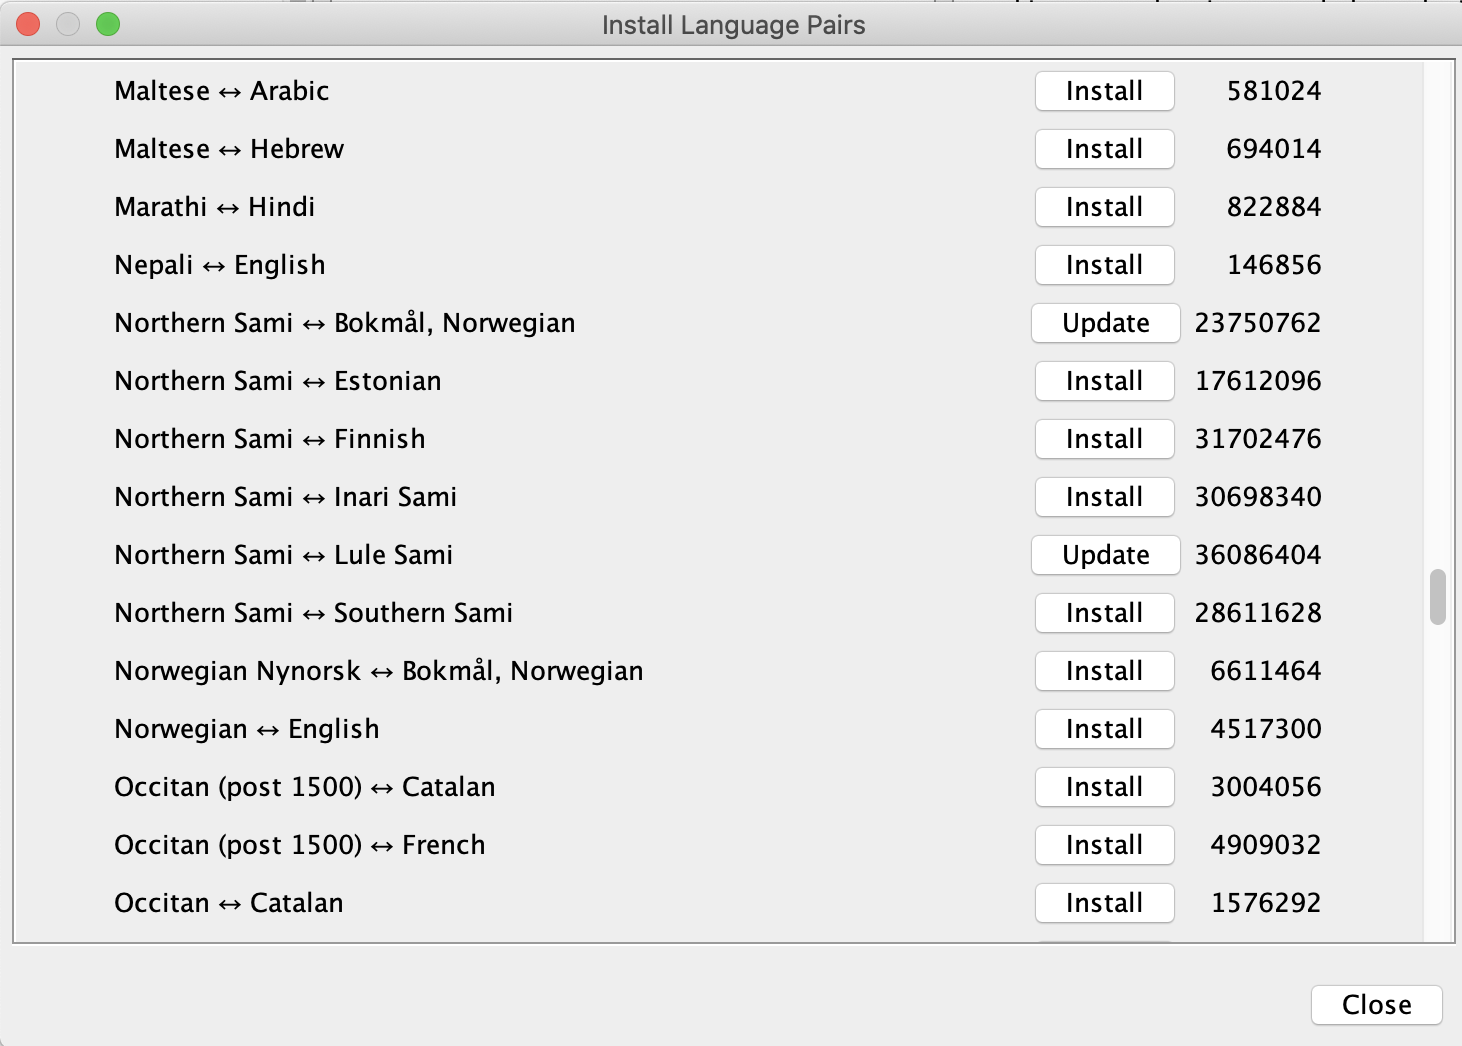 Install Language Pairs
Maltese ↔ Arabic Install 581024
Maltese ↔ Hebrew Install 694014
Marathi ↔ Hindi Install 822884
Nepali ↔ English Install 146856
Northern Sami ↔ Bokmål, Norwegian Update 23750762
Northern Sami ↔ Estonian Install 17612096
Northern Sami ↔ Finnish Install 31702476
Northern Sami ↔ Inari Sami Install 30698340
Northern Sami ↔ Lule Sami Update 36086404
Northern Sami ↔ Southern Sami Install 28611628
Norwegian Nynorsk ↔ Bokmål, Norwegian Install 6611464
Norwegian ↔ English Install 4517300
Occitan (post 1500) ↔ Catalan Install 3004056
Occitan (post 1500) ↔ French Install 4909032
Occitan ↔ Catalan Install 1576292
Close